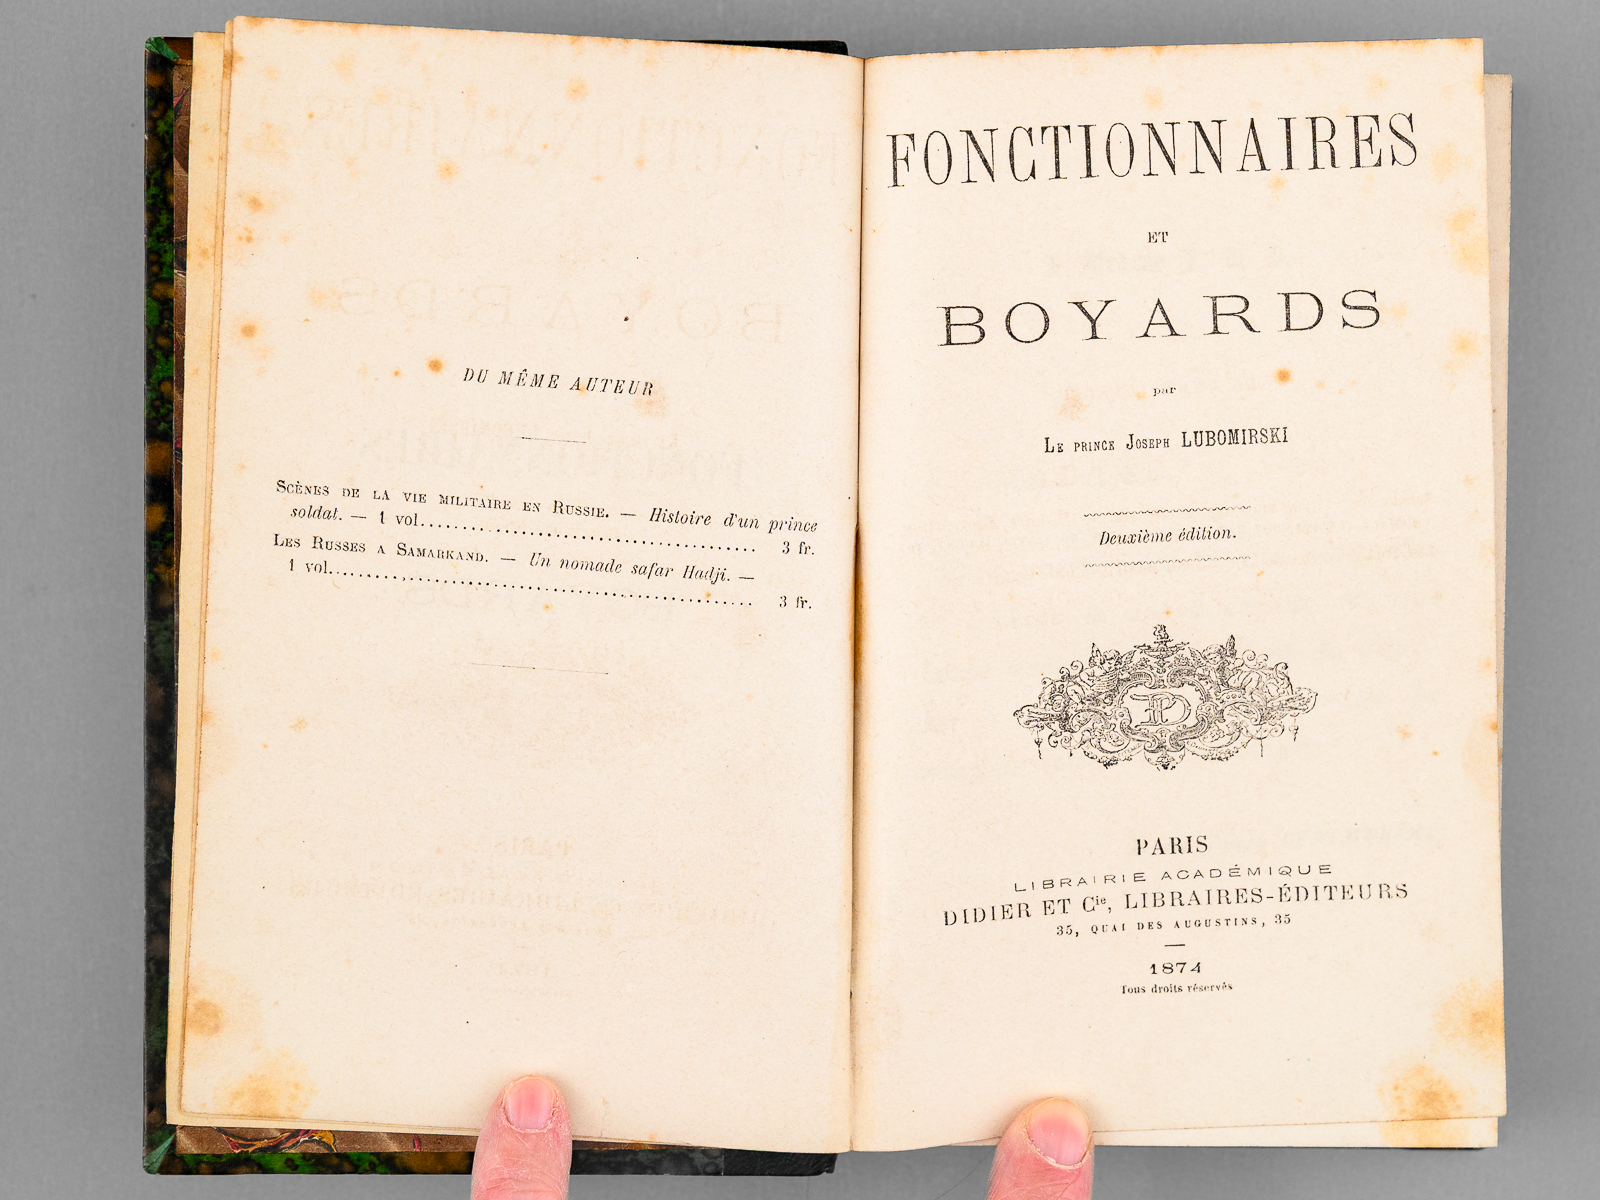 DU MÊME AUTEUR
SCÈNES DE LA VIE MILITAIRE EN RUSSIE. — Histoire d'un prince
soldat. — 1 vol. . . . . . . . . . . . . . . . . . . . . 3 fr.
LES RUSSES A SAMARKAND. — Un nomade safar Hadji. —
1 vol. . . . . . . . . . . . . . . . . . . . . . . . . . 3 fr.
FONCTIONNAIRES
ET
BOYARDS
par
LE PRINCE JOSEPH LUBOMIRSKI
Deuxième édition.
PARIS
LIBRAIRIE ACADÉMIQUE
DIDIER ET Cie, LIBRAIRES-ÉDITEURS
35, QUAI DES AUGUSTINS, 35
1874
Tous droits réservés